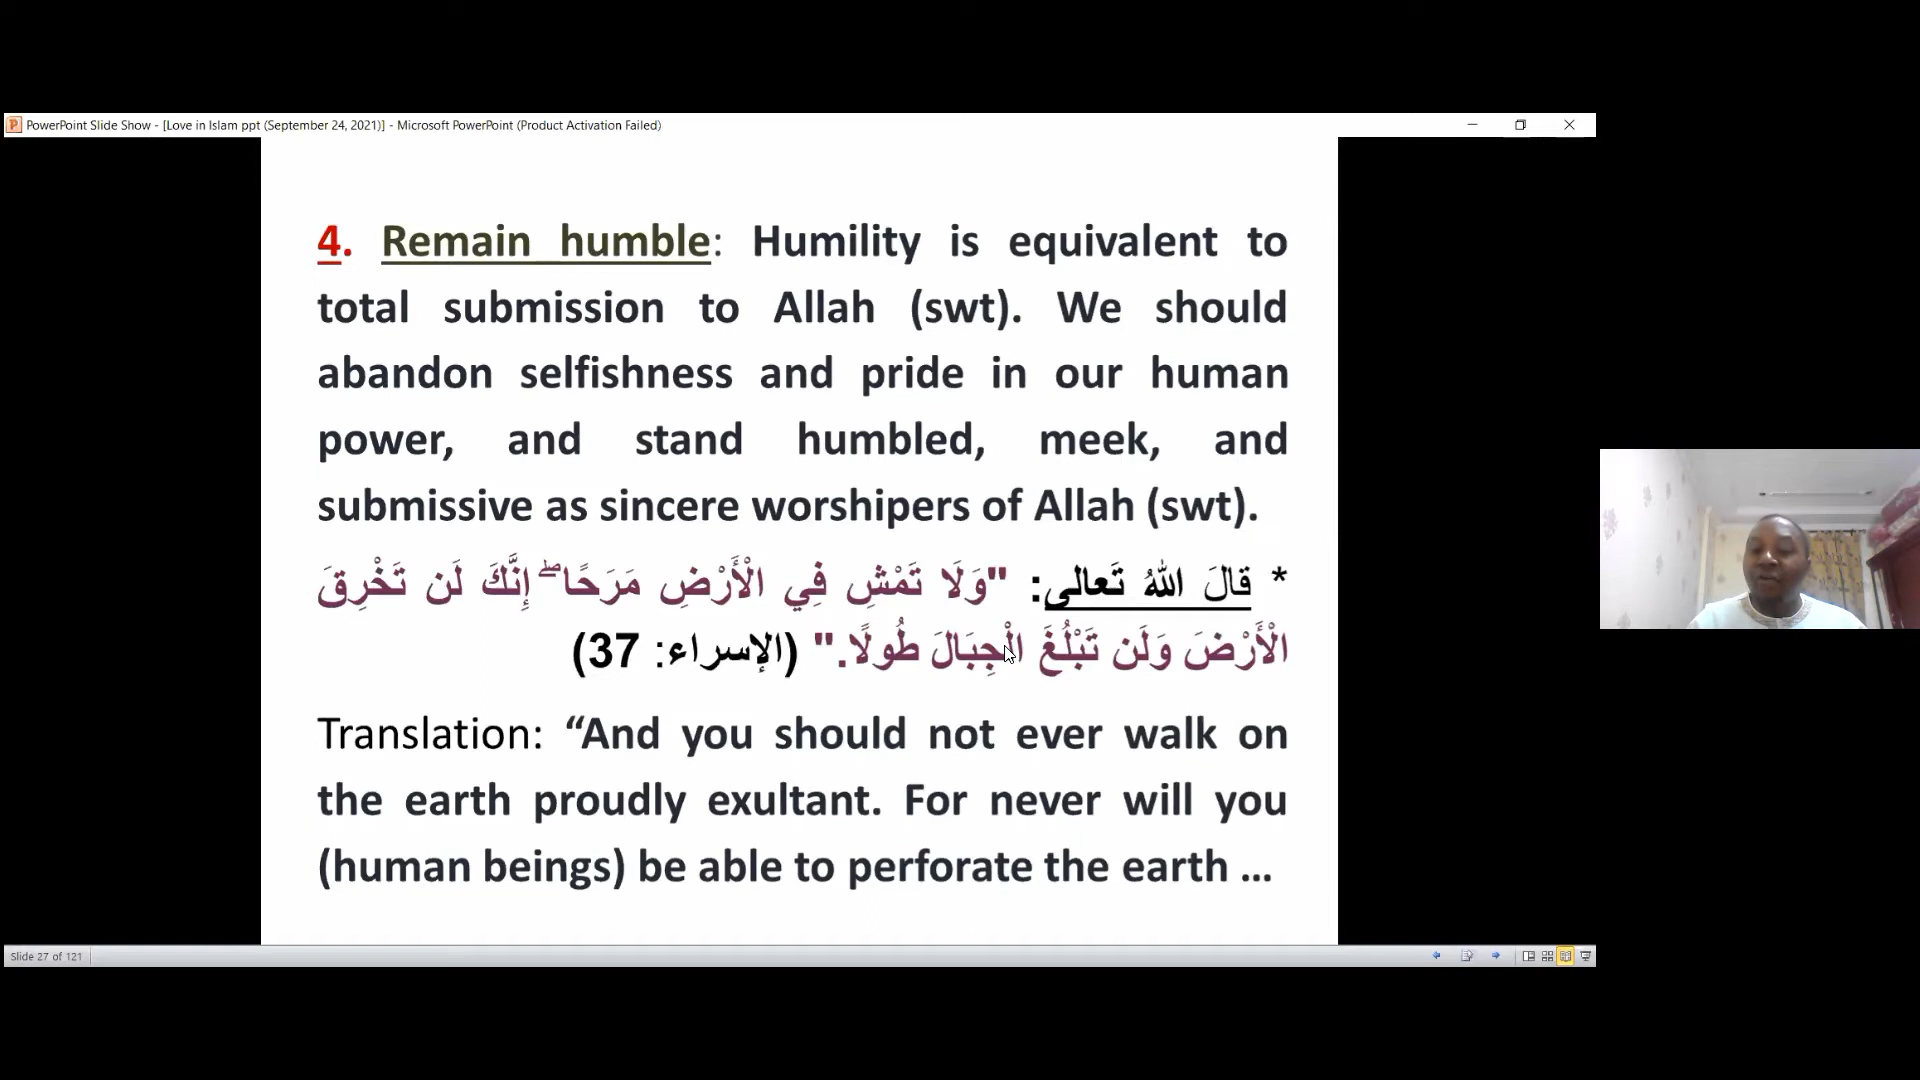 PowerPoint Slide Show - [Love in Islam ppt (September 24, 2021)] - Microsoft PowerPoint (Product Activation Failed)
4. Remain humble: Humility is equivalent to
total submission to Allah (swt). We should
abandon selfishness and pride in our human
power, and stand humbled, meek, and
submissive as sincere worshipers of Allah (swt).
* قالَ اللهُ تَعالى: "وَلَا تَمْشِ فِي الْأَرْضِ مَرَحًا ۖ إِنَّكَ لَن تَخْرِقَ
الْأَرْضَ وَلَن تَبْلُغَ الْجِبَالَ طُولًا." (الإسراء: 37)
Translation: “And you should not ever walk on
the earth proudly exultant. For never will you
(human beings) be able to perforate the earth ...
Slide 27 of 121